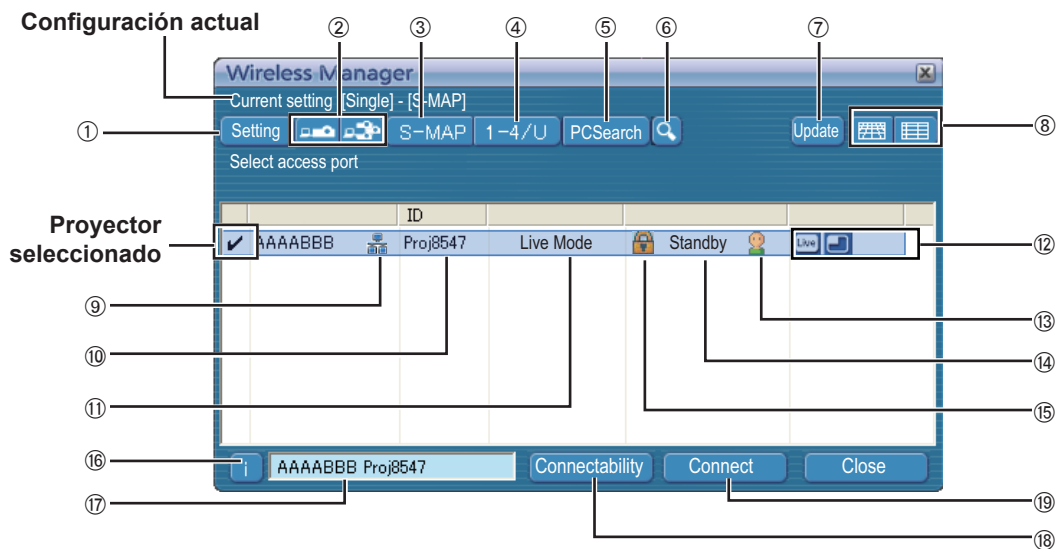 Configuración actual
② ③ ④ ⑤ ⑥ ⑦
Wireless Manager
Current setting [Single] - [S-MAP]
① Setting S-MAP 1-4/U PCSearch Update ⑧
Select access port
ID
Proyector
seleccionado
✔ AAAABBB Proj8547 Live Mode Standby Live ⑫
⑨ ⑬
⑩ ⑭
⑪ ⑮
⑯ i AAAABBB Proj8547 Connectability Connect Close
⑰ ⑲
⑱